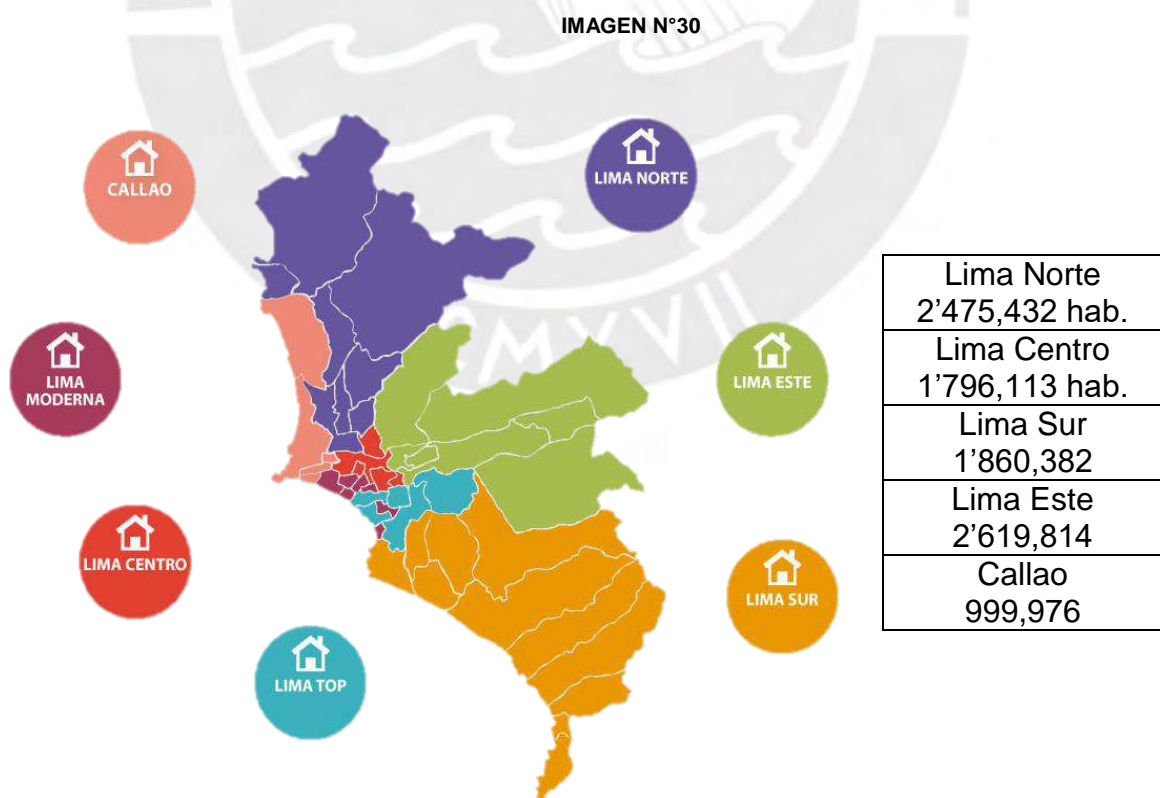 IMAGEN N°30
CALLAO
LIMA NORTE
LIMA
MODERNA
LIMA ESTE
LIMA CENTRO
LIMA SUR
LIMA TOP
Lima Norte
2'475,432 hab.
Lima Centro
1'796,113 hab.
Lima Sur
1'860,382
Lima Este
2'619,814
Callao
999,976